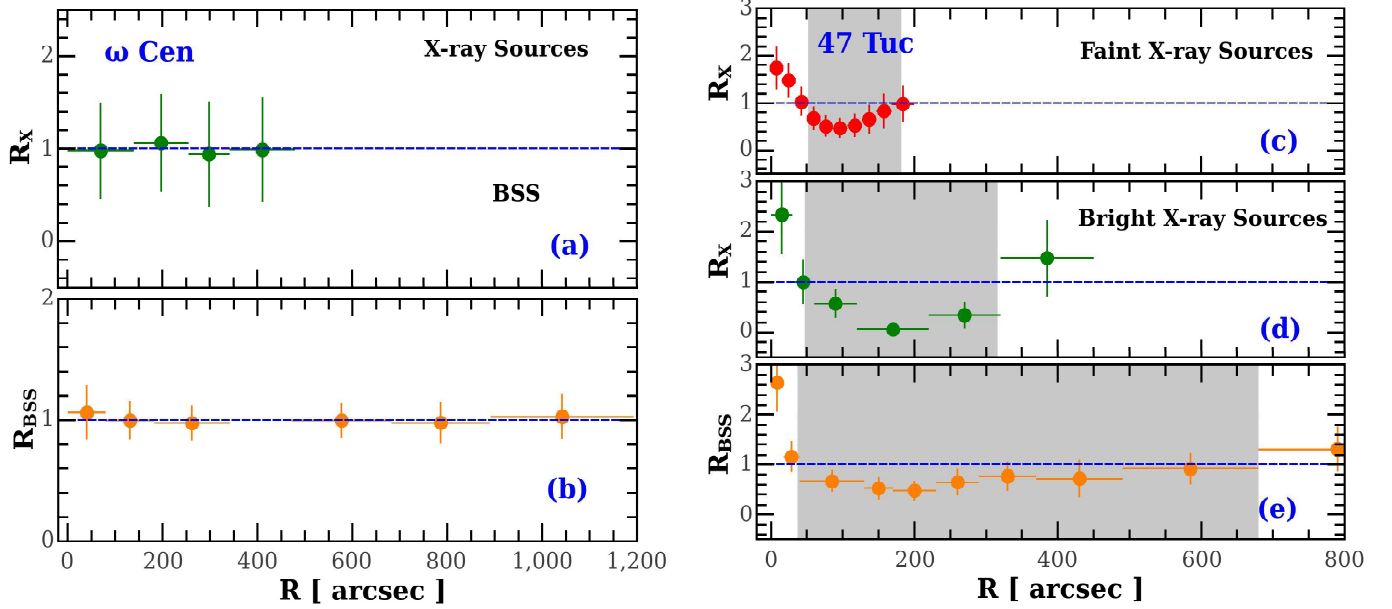 ω Cen
X-ray Sources
2
1
0
R_X
BSS
(a)
2
1
0
R_BSS
(b)
0 200 400 600 800 1,000 1,200
R [ arcsec ]
3
2
1
0
R_X
47 Tuc
Faint X-ray Sources
(c)
3
2
1
0
R_X
Bright X-ray Sources
(d)
3
2
1
0
R_BSS
(e)
0 200 400 600 800
R [ arcsec ]